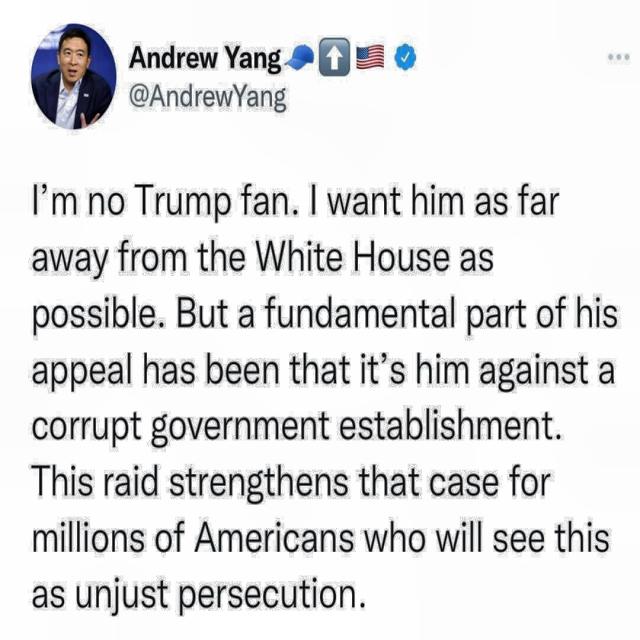 Andrew Yang🧢⬆️🇺🇸
@AndrewYang
I’m no Trump fan. I want him as far
away from the White House as
possible. But a fundamental part of his
appeal has been that it’s him against a
corrupt government establishment.
This raid strengthens that case for
millions of Americans who will see this
as unjust persecution.